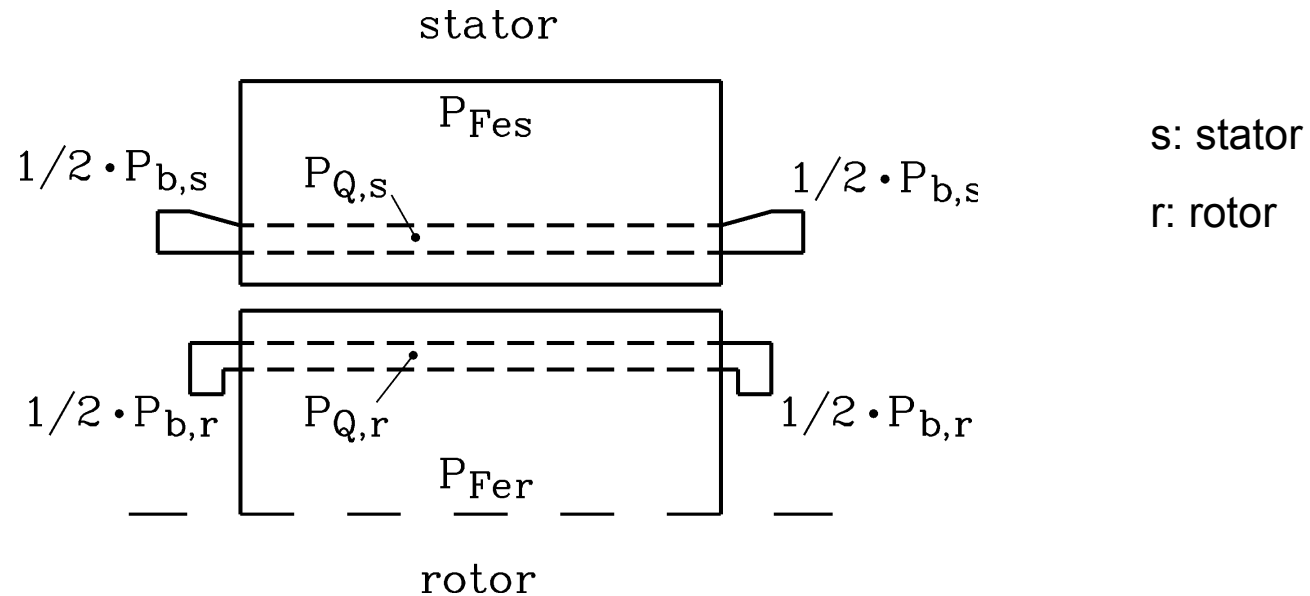 stator
P_Fes
s: stator
1/2·P_b,s
P_Q,s
1/2·P_b,s
r: rotor
1/2·P_b,r
P_Q,r
1/2·P_b,r
P_Fer
rotor